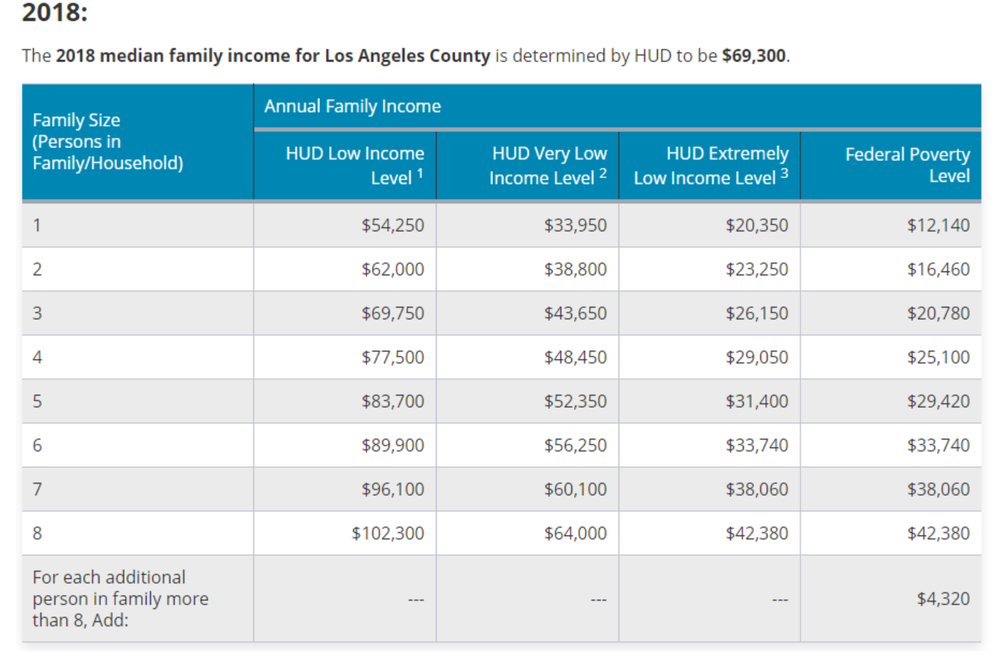 2018:
The 2018 median family income for Los Angeles County is determined by HUD to be $69,300.
Family Size
(Persons in
Family/Household)
Annual Family Income
HUD Low Income
Level 1
HUD Very Low
Income Level 2
HUD Extremely
Low Income Level 3
Federal Poverty
Level
1 $54,250 $33,950 $20,350 $12,140
2 $62,000 $38,800 $23,250 $16,460
3 $69,750 $43,650 $26,150 $20,780
4 $77,500 $48,450 $29,050 $25,100
5 $83,700 $52,350 $31,400 $29,420
6 $89,900 $56,250 $33,740 $33,740
7 $96,100 $60,100 $38,060 $38,060
8 $102,300 $64,000 $42,380 $42,380
For each additional
person in family more
than 8, Add:
--- --- --- $4,320